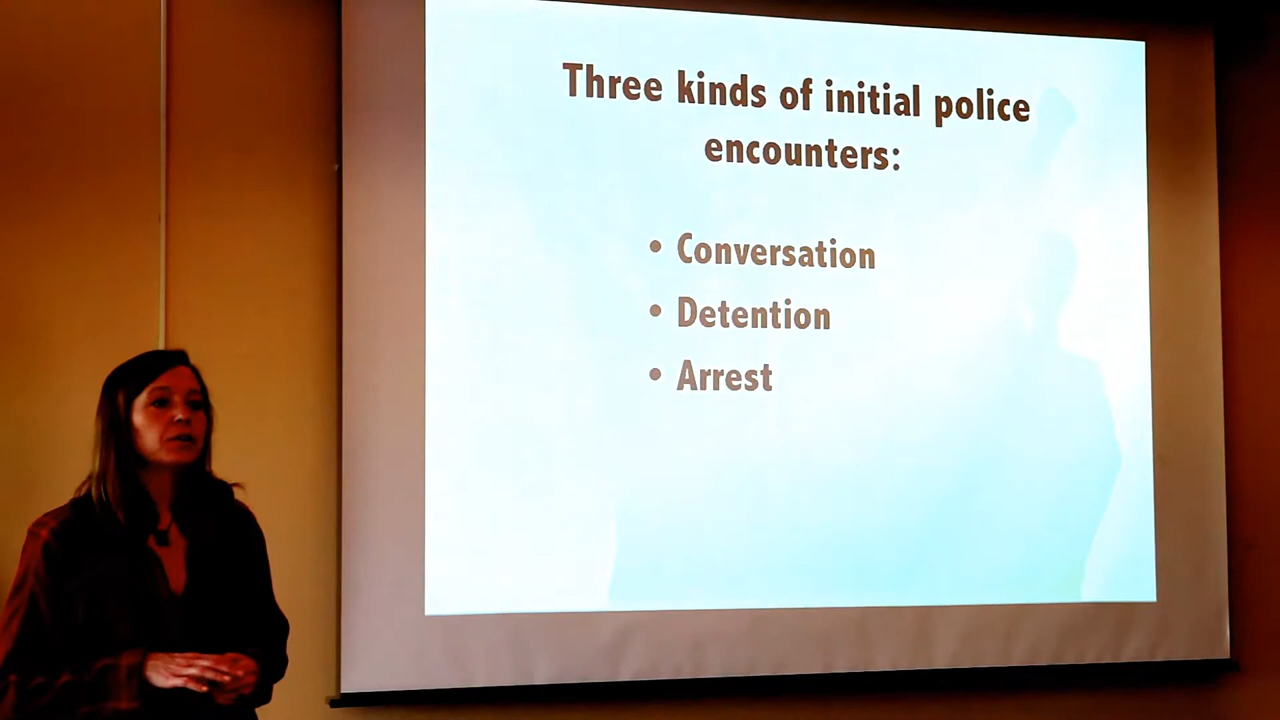 Three kinds of initial police
encounters:
• Conversation
• Detention
• Arrest